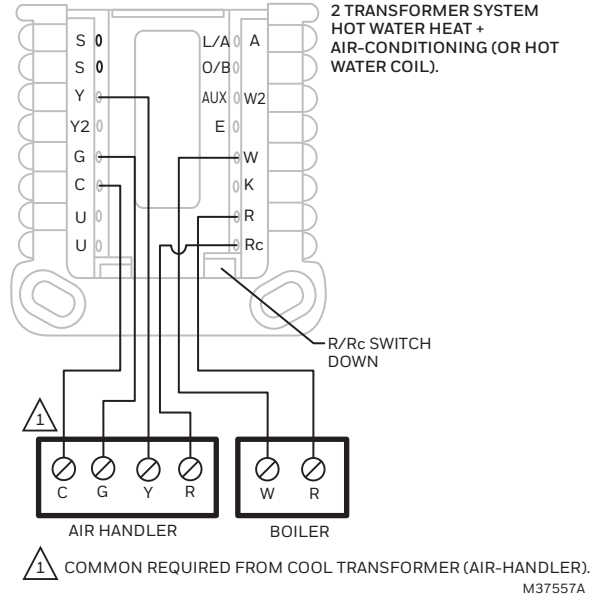 2 TRANSFORMER SYSTEM
HOT WATER HEAT +
AIR-CONDITIONING (OR HOT
WATER COIL).
S L/A A
S O/B
Y AUX W2
Y2 E
G W
C K
U R
U Rc
R/Rc SWITCH
DOWN
1
C G Y R W R
AIR HANDLER BOILER
1 COMMON REQUIRED FROM COOL TRANSFORMER (AIR-HANDLER).
M37557A